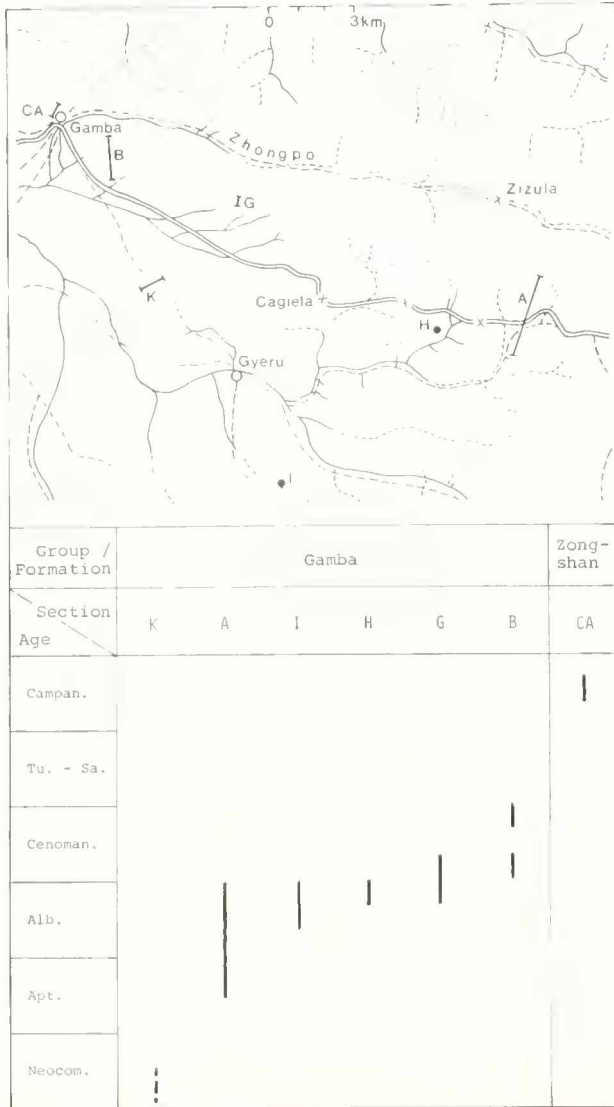 0 3km
CA
Gamba
B
Zhongpo
Zizula
IG
K
A
Cagiela
H
Gyeru
I
Group / Formation
Gamba
Zong-
shan
Section
Age
K A I H G B CA
Campan.
Tu. - Sa.
Cenoman.
Alb.
Apt.
Neocom.